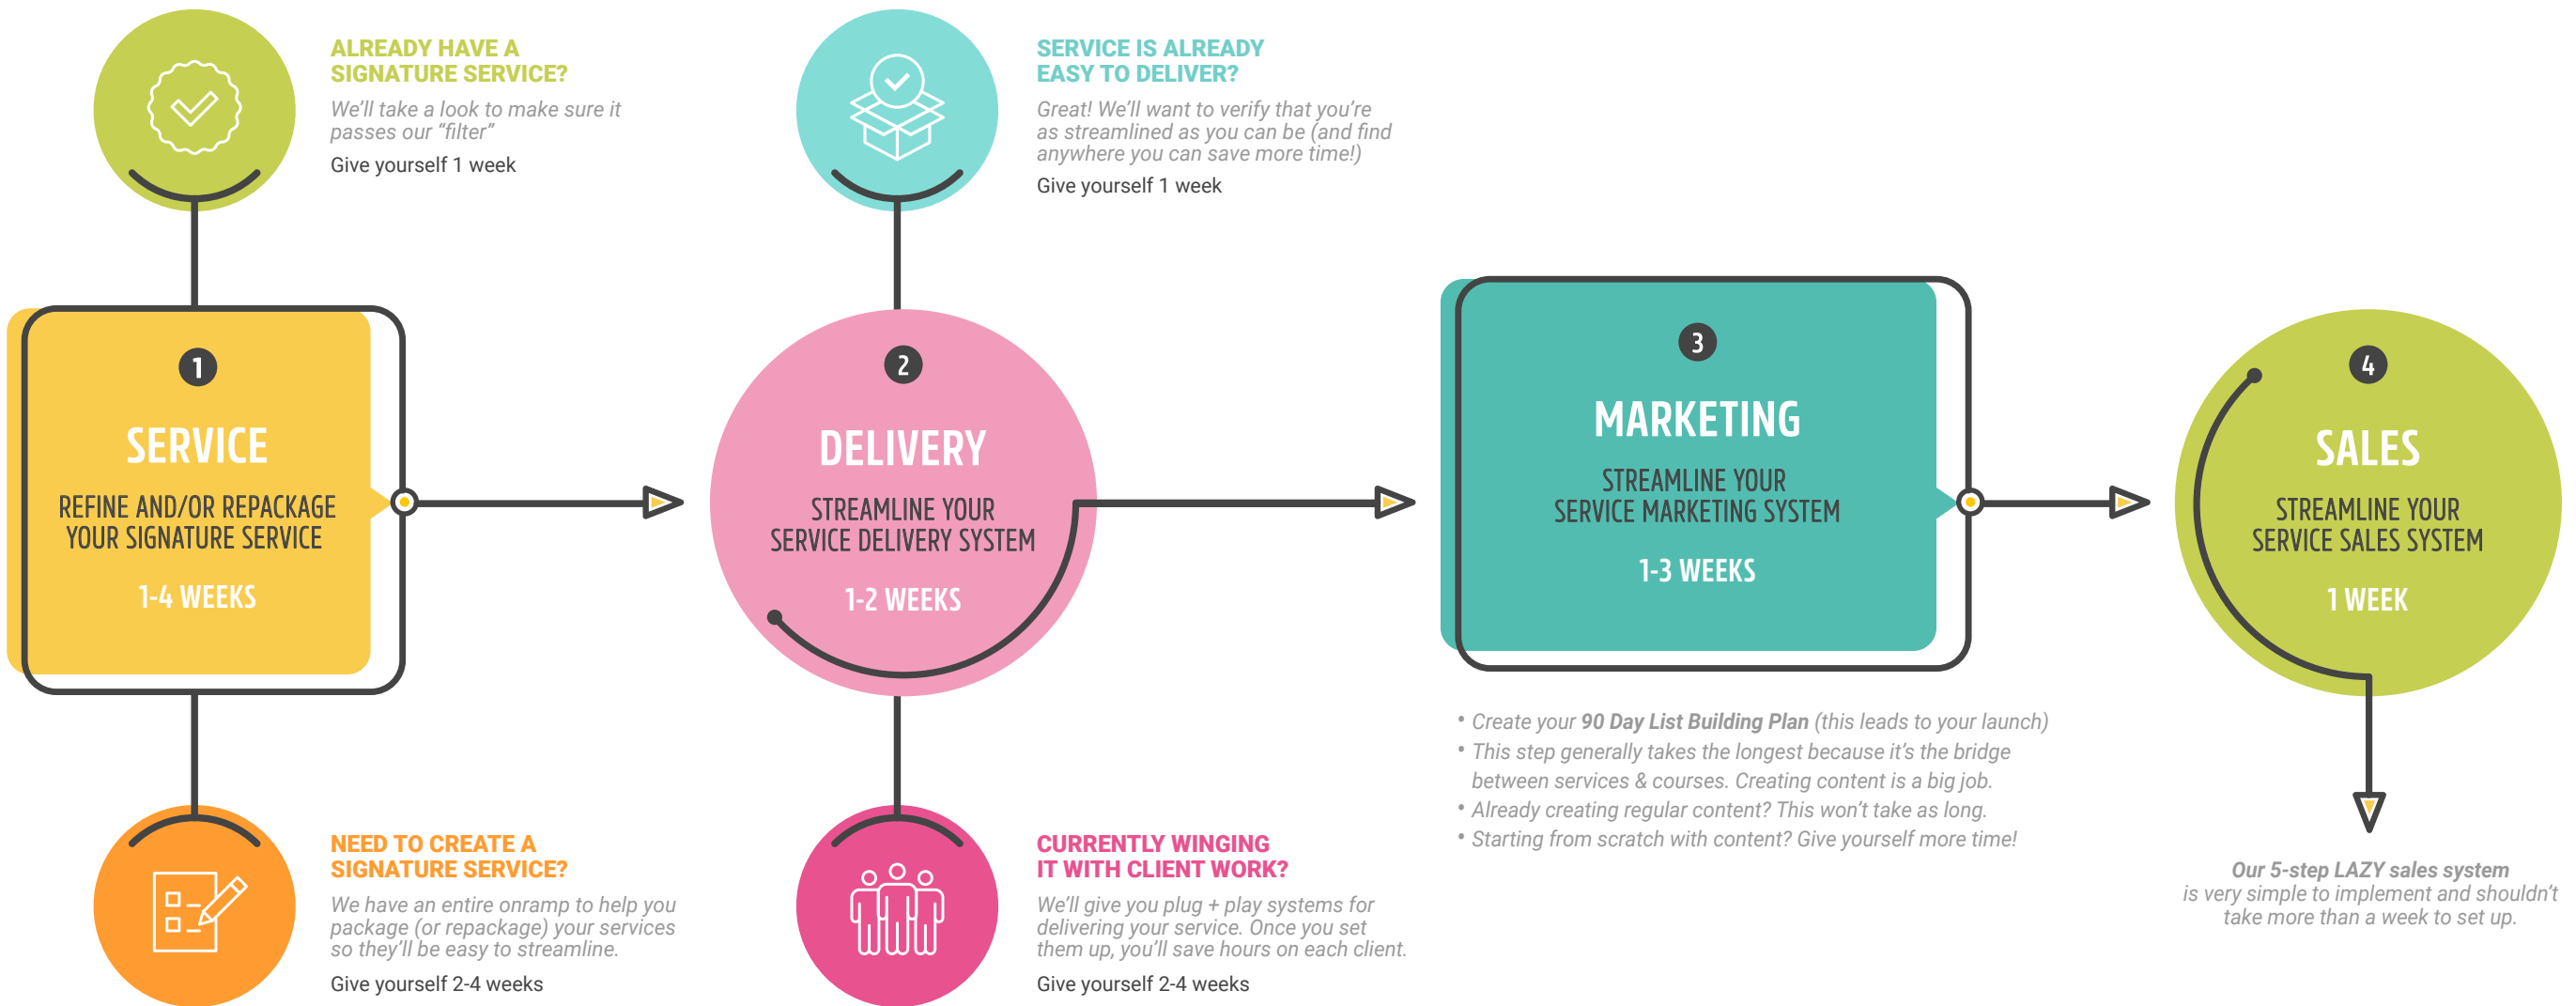 ALREADY HAVE A
SIGNATURE SERVICE?
We'll take a look to make sure it
passes our “filter”
Give yourself 1 week
SERVICE IS ALREADY
EASY TO DELIVER?
Great! We'll want to verify that you're
as streamlined as you can be (and find
anywhere you can save more time!)
Give yourself 1 week
1
SERVICE
REFINE AND/OR REPACKAGE
YOUR SIGNATURE SERVICE
1-4 WEEKS
2
DELIVERY
STREAMLINE YOUR
SERVICE DELIVERY SYSTEM
1-2 WEEKS
3
MARKETING
STREAMLINE YOUR
SERVICE MARKETING SYSTEM
1-3 WEEKS
4
SALES
STREAMLINE YOUR
SERVICE SALES SYSTEM
1 WEEK
NEED TO CREATE A
SIGNATURE SERVICE?
We have an entire onramp to help you
package (or repackage) your services
so they'll be easy to streamline.
Give yourself 2-4 weeks
CURRENTLY WINGING
IT WITH CLIENT WORK?
We'll give you plug + play systems for
delivering your service. Once you set
them up, you'll save hours on each client.
Give yourself 2-4 weeks
• Create your 90 Day List Building Plan (this leads to your launch)
• This step generally takes the longest because it's the bridge
between services & courses. Creating content is a big job.
• Already creating regular content? This won't take as long.
• Starting from scratch with content? Give yourself more time!
Our 5-step LAZY sales system
is very simple to implement and shouldn't
take more than a week to set up.